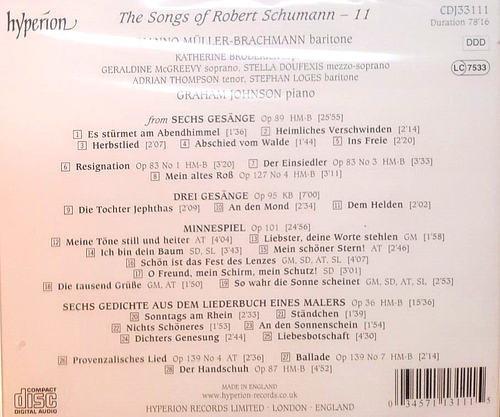 hyperion
The Songs of Robert Schumann – 11
CDJ33111
Duration 78'16
DDD
LC 7533
MÜLLER-BRACHMANN baritone
KATHERINE
GERALDINE McGREEVY soprano, STELLA DOUFEXIS mezzo-soprano
ADRIAN THOMPSON tenor, STEPHAN LOGES baritone
GRAHAM JOHNSON piano
from SECHS GESÄNGE Op 89 HM-B [25'55]
1 Es stürmet am Abendhimmel [1'36] 2 Heimliches Verschwinden [2'14]
3 Herbstlied [2'07] 4 Abschied vom Walde [1'44] 5 Ins Freie [2'20]
6 Resignation Op 83 No 1 HM-B [3'20] 7 Der Einsiedler Op 83 No 3 HM-B [3'33]
8 Mein altes Roß Op 127 No 4 HM-B [3'11]
DREI GESÄNGE Op 95 KB [7'00]
9 Die Tochter Jephthas [2'09] 10 An den Mond [2'34] 11 Dem Helden [2'02]
MINNESPIEL Op 101 [24'56]
12 Meine Töne still und heiter AT [4'04] 13 Liebster, deine Worte stehlen GM [1'58]
14 Ich bin dein Baum SD, SL [3'43] 15 Mein schöner Stern! AT [2'46]
16 Schön ist das Fest des Lenzes GM, SD, AT, SL [4'07]
17 O Freund, mein Schirm, mein Schutz! SD [3'01]
18 Die tausend Grüße GM, AT [1'50] 19 So wahr die Sonne scheinet GM, SD, AT, SL [2'53]
SECHS GEDICHTE AUS DEM LIEDERBUCH EINES MALERS Op 36 HM-B [15'36]
20 Sonntags am Rhein [2'33] 21 Ständchen [1'39]
22 Nichts Schöneres [1'53] 23 An den Sonnenschein [1'54]
24 Dichters Genesung [2'44] 25 Liebesbotschaft [4'30]
26 Provenzalisches Lied Op 139 No 4 AT [2'36] 27 Ballade Op 139 No 7 HM-B [2'14]
28 Der Handschuh Op 87 HM-B [4'52]
COMPACT
disc
DIGITAL AUDIO
MADE IN ENGLAND
www.hyperion-records.co.uk
HYPERION RECORDS LIMITED · LONDON · ENGLAND
0 34571 13111 5